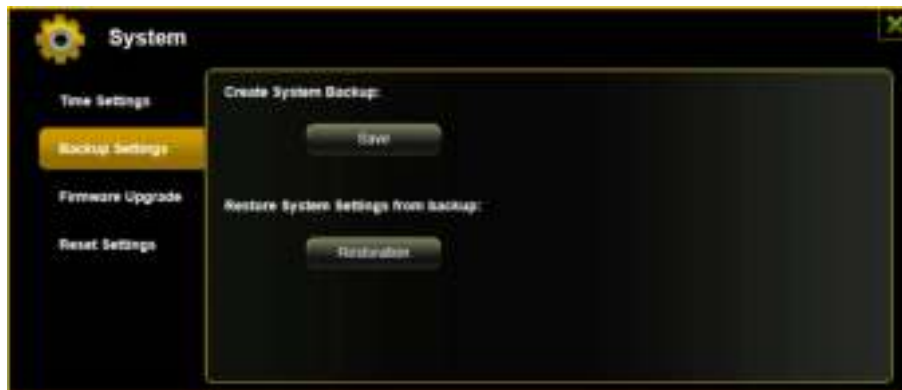 System
Time Settings
Backup Settings
Firmware Upgrade
Reset Settings
Create System Backup:
Save
Restore System Settings from backup:
Restoration